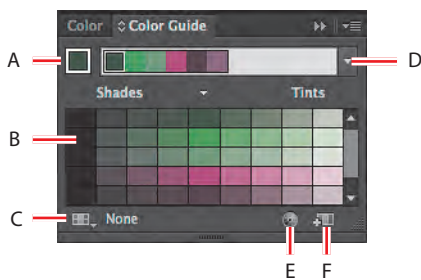 Color Color Guide
A
D
Shades Tints
B
C None
E F